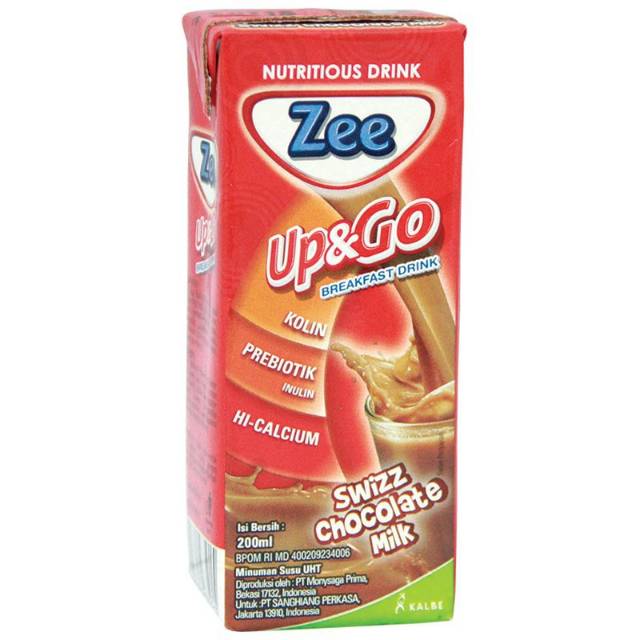 NUTRITIOUS DRINK
Zee
Up&Go
BREAKFAST DRINK
KOLIN
PREBIOTIK
INULIN
HI-CALCIUM
Swizz
Chocolate
Milk
Isi Bersih :
200ml
BPOM RI MD 400209234006
Minuman Susu UHT
Diproduksi oleh : PT Monysaga Prima,
Bekasi 17132, Indonesia
Untuk :PT SANGHIANG PERKASA,
Jakarta 13910, Indonesia
KALBE